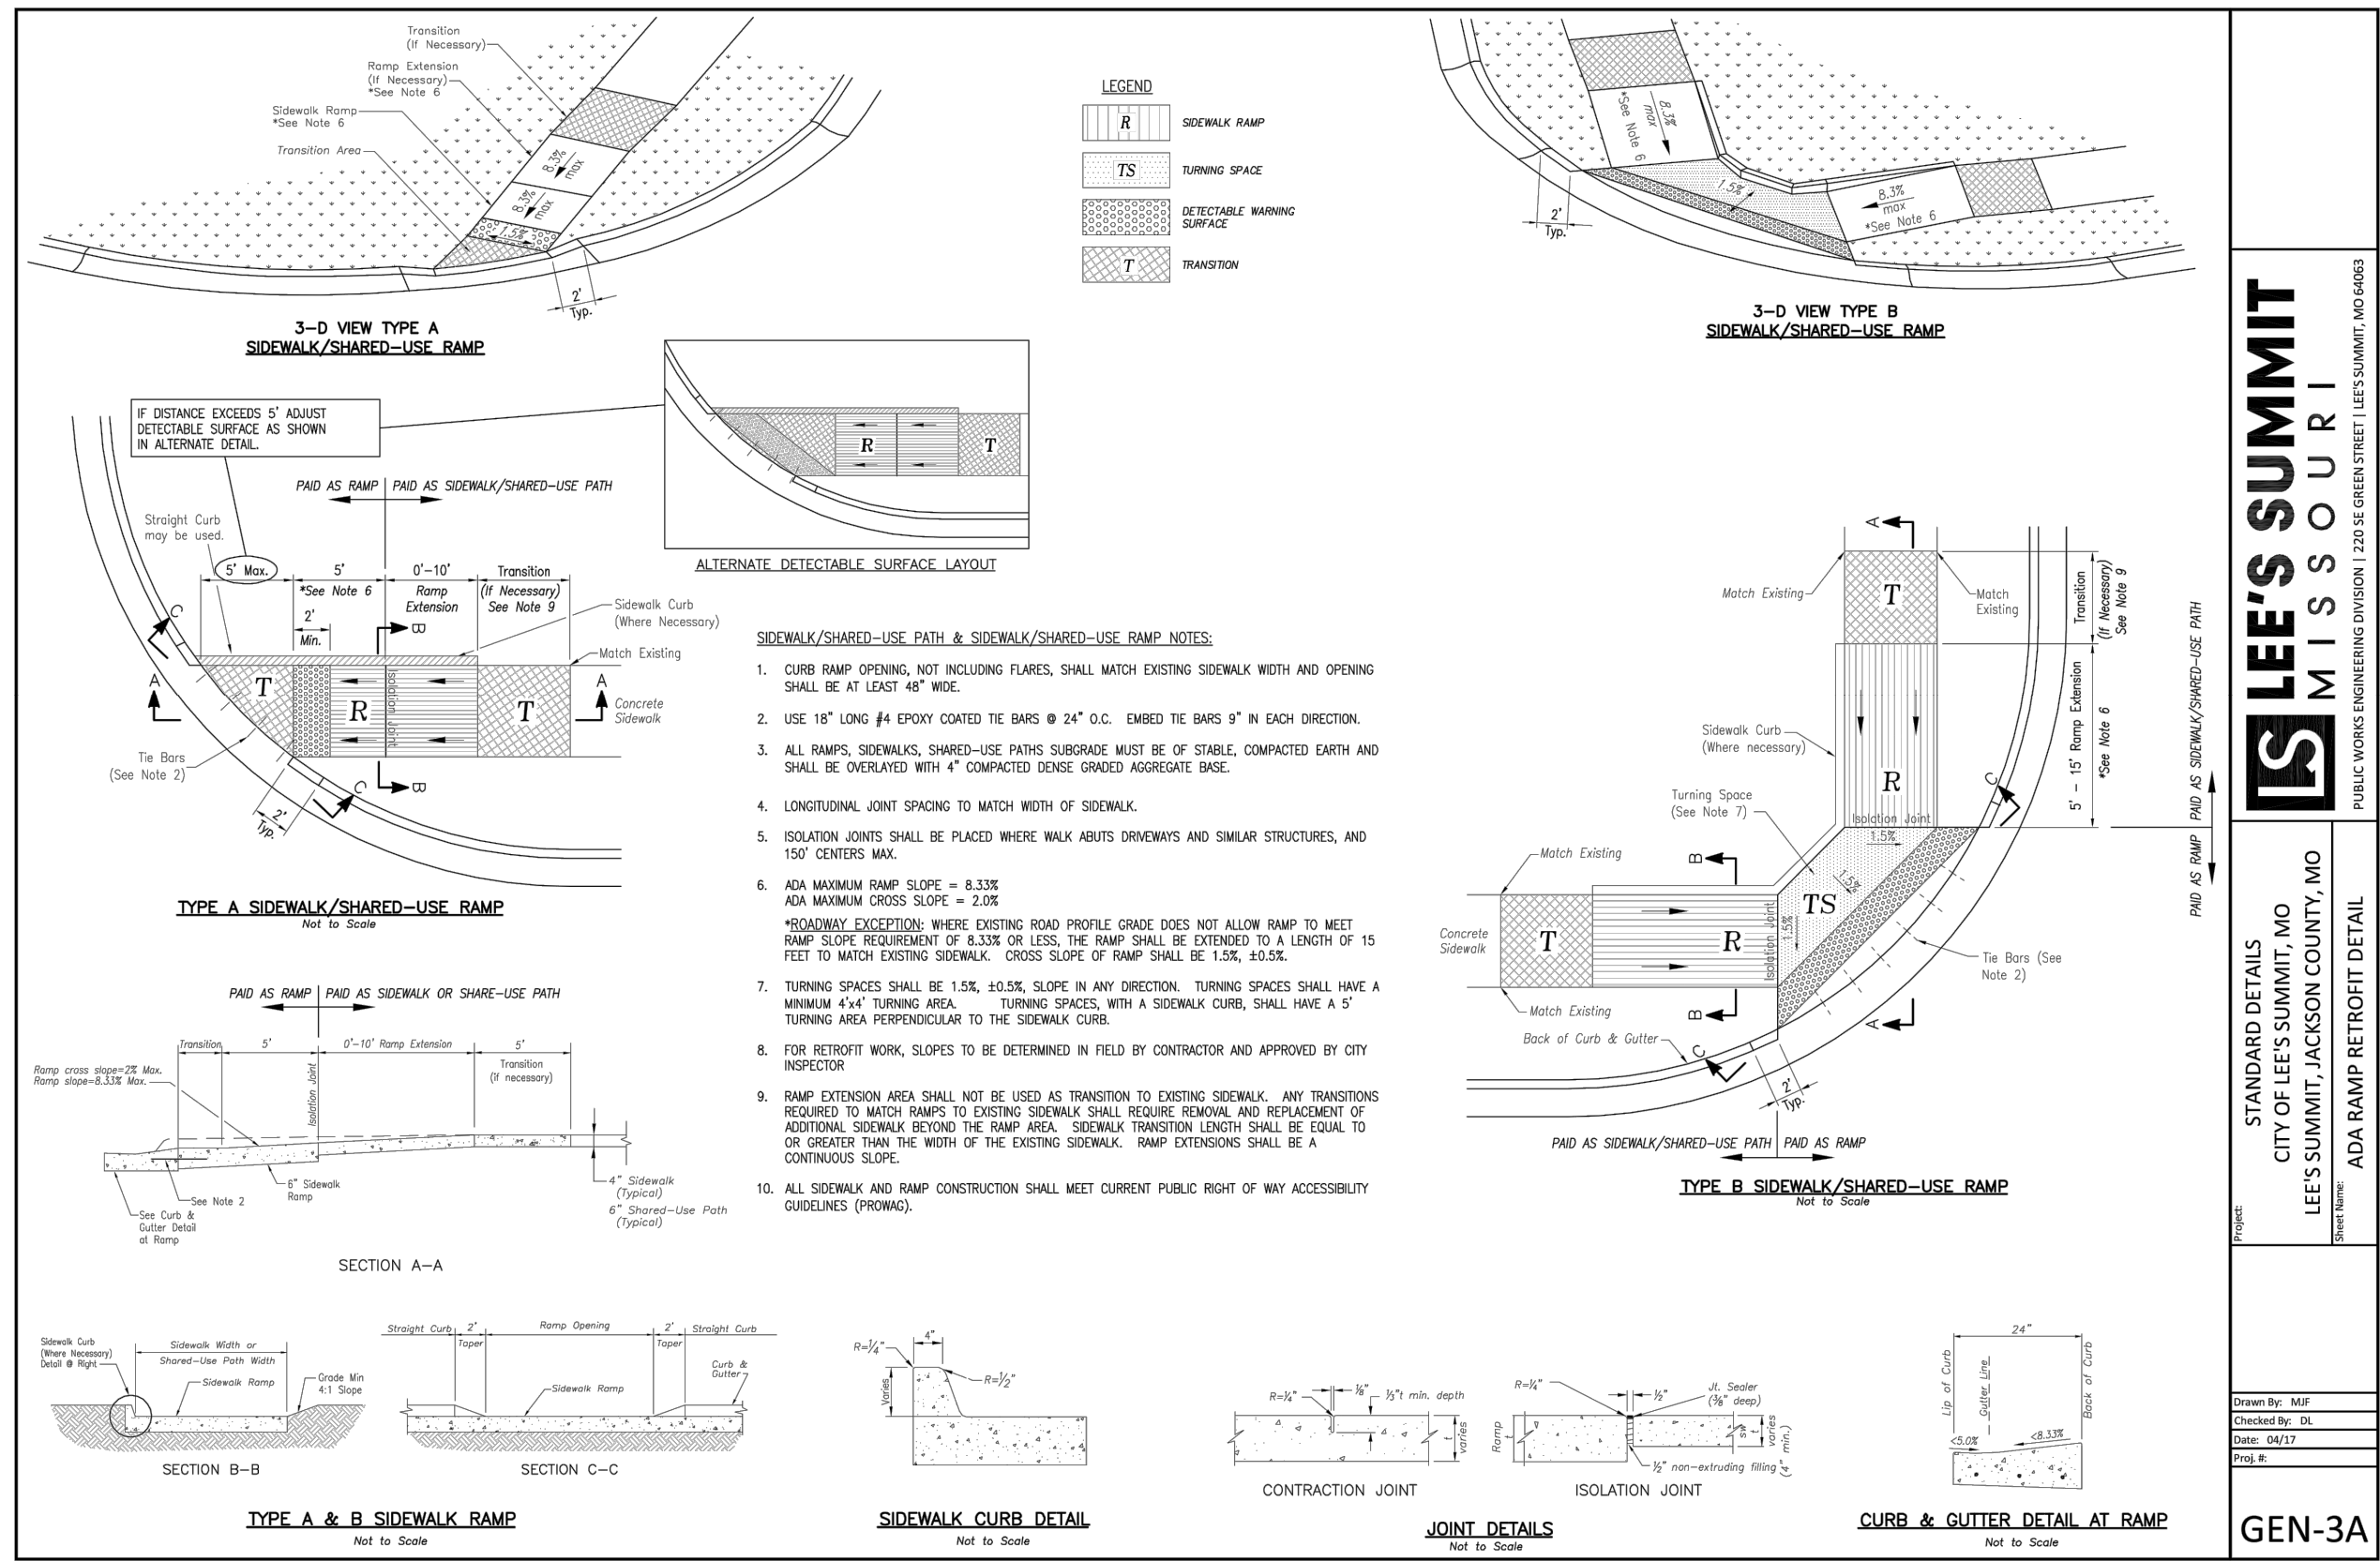 Transition
(If Necessary)
Ramp Extension
(If Necessary)
*See Note 6
Sidewalk Ramp
*See Note 6
Transition Area
8.3%
max
8.3%
max
1.5%
2'
Typ.
3-D VIEW TYPE A
SIDEWALK/SHARED-USE RAMP
LEGEND
R
SIDEWALK RAMP
TS
TURNING SPACE
DETECTABLE WARNING
SURFACE
T
TRANSITION
*See Note 6
8.3%
max
1.5%
8.3%
max
*See Note 6
2'
Typ.
3-D VIEW TYPE B
SIDEWALK/SHARED-USE RAMP
IF DISTANCE EXCEEDS 5' ADJUST
DETECTABLE SURFACE AS SHOWN
IN ALTERNATE DETAIL.
R
T
ALTERNATE DETECTABLE SURFACE LAYOUT
PAID AS RAMP
PAID AS SIDEWALK/SHARED-USE PATH
Straight Curb
may be used.
5' Max.
5'
*See Note 6
2'
Min.
0'-10'
Ramp
Extension
Transition
(If Necessary)
See Note 9
Sidewalk Curb
(Where Necessary)
Match Existing
Concrete
Sidewalk
C
B
A
T
R
Isolation Joint
T
A
Tie Bars
(See Note 2)
C
B
2'
Typ.
TYPE A SIDEWALK/SHARED-USE RAMP
Not to Scale
PAID AS RAMP
PAID AS SIDEWALK OR SHARE-USE PATH
Transition
5'
0'-10' Ramp Extension
5'
Transition
(if necessary)
Ramp cross slope=2% Max.
Ramp slope=8.33% Max.
Isolation Joint
6" Sidewalk
Ramp
See Note 2
See Curb &
Gutter Detail
at Ramp
4" Sidewalk
(Typical)
6" Shared-Use Path
(Typical)
SECTION A-A
SIDEWALK/SHARED-USE PATH & SIDEWALK/SHARED-USE RAMP NOTES:
1. CURB RAMP OPENING, NOT INCLUDING FLARES, SHALL MATCH EXISTING SIDEWALK WIDTH AND OPENING
SHALL BE AT LEAST 48" WIDE.
2. USE 18" LONG #4 EPOXY COATED TIE BARS @ 24" O.C. EMBED TIE BARS 9" IN EACH DIRECTION.
3. ALL RAMPS, SIDEWALKS, SHARED-USE PATHS SUBGRADE MUST BE OF STABLE, COMPACTED EARTH AND
SHALL BE OVERLAYED WITH 4" COMPACTED DENSE GRADED AGGREGATE BASE.
4. LONGITUDINAL JOINT SPACING TO MATCH WIDTH OF SIDEWALK.
5. ISOLATION JOINTS SHALL BE PLACED WHERE WALK ABUTS DRIVEWAYS AND SIMILAR STRUCTURES, AND
150' CENTERS MAX.
6. ADA MAXIMUM RAMP SLOPE = 8.33%
ADA MAXIMUM CROSS SLOPE = 2.0%
*ROADWAY EXCEPTION: WHERE EXISTING ROAD PROFILE GRADE DOES NOT ALLOW RAMP TO MEET
RAMP SLOPE REQUIREMENT OF 8.33% OR LESS, THE RAMP SHALL BE EXTENDED TO A LENGTH OF 15
FEET TO MATCH EXISTING SIDEWALK. CROSS SLOPE OF RAMP SHALL BE 1.5%, ±0.5%.
7. TURNING SPACES SHALL BE 1.5%, ±0.5%, SLOPE IN ANY DIRECTION. TURNING SPACES SHALL HAVE A
MINIMUM 4'x4' TURNING AREA. TURNING SPACES, WITH A SIDEWALK CURB, SHALL HAVE A 5'
TURNING AREA PERPENDICULAR TO THE SIDEWALK CURB.
8. FOR RETROFIT WORK, SLOPES TO BE DETERMINED IN FIELD BY CONTRACTOR AND APPROVED BY CITY
INSPECTOR
9. RAMP EXTENSION AREA SHALL NOT BE USED AS TRANSITION TO EXISTING SIDEWALK. ANY TRANSITIONS
REQUIRED TO MATCH RAMPS TO EXISTING SIDEWALK SHALL REQUIRE REMOVAL AND REPLACEMENT OF
ADDITIONAL SIDEWALK BEYOND THE RAMP AREA. SIDEWALK TRANSITION LENGTH SHALL BE EQUAL TO
OR GREATER THAN THE WIDTH OF THE EXISTING SIDEWALK. RAMP EXTENSIONS SHALL BE A
CONTINUOUS SLOPE.
10. ALL SIDEWALK AND RAMP CONSTRUCTION SHALL MEET CURRENT PUBLIC RIGHT OF WAY ACCESSIBILITY
GUIDELINES (PROWAG).
A
Match Existing
T
Match
Existing
Transition
(If Necessary)
See Note 9
5' - 15' Ramp Extension
*See Note 6
PAID AS SIDEWALK/SHARED-USE PATH
PAID AS RAMP
Sidewalk Curb
(Where necessary)
R
Isolation Joint
C
Turning Space
(See Note 7)
1.5%
1.5%
TS
1.5%
Match Existing
B
Concrete
Sidewalk
T
R
Isolation Joint
Match Existing
B
Tie Bars (See
Note 2)
A
Back of Curb & Gutter
C
2'
Typ.
PAID AS SIDEWALK/SHARED-USE PATH
PAID AS RAMP
TYPE B SIDEWALK/SHARED-USE RAMP
Not to Scale
Sidewalk Curb
(Where Necessary)
Detail @ Right
Sidewalk Width or
Shared-Use Path Width
Sidewalk Ramp
Grade Min
4:1 Slope
SECTION B-B
Straight Curb
2'
Taper
Ramp Opening
2'
Taper
Straight Curb
Curb &
Gutter
Sidewalk Ramp
SECTION C-C
TYPE A & B SIDEWALK RAMP
Not to Scale
4"
R=¼"
R=½"
Varies
SIDEWALK CURB DETAIL
Not to Scale
R=¼"
⅛"
⅓"t min. depth
t
varies
CONTRACTION JOINT
R=¼"
½"
Jt. Sealer
(⅜" deep)
Ramp
t
sw
t
varies
(4" min.)
½" non-extruding filling
ISOLATION JOINT
JOINT DETAILS
Not to Scale
24"
Lip of Curb
Gutter Line
Back of Curb
<5.0%
<8.33%
CURB & GUTTER DETAIL AT RAMP
Not to Scale
LS
LEE'S SUMMIT
MISSOURI
PUBLIC WORKS ENGINEERING DIVISION | 220 SE GREEN STREET | LEE'S SUMMIT, MO 64063
Project:
STANDARD DETAILS
CITY OF LEE'S SUMMIT, MO
LEE'S SUMMIT, JACKSON COUNTY, MO
Sheet Name:
ADA RAMP RETROFIT DETAIL
Drawn By: MJF
Checked By: DL
Date: 04/17
Proj. #:
GEN-3A